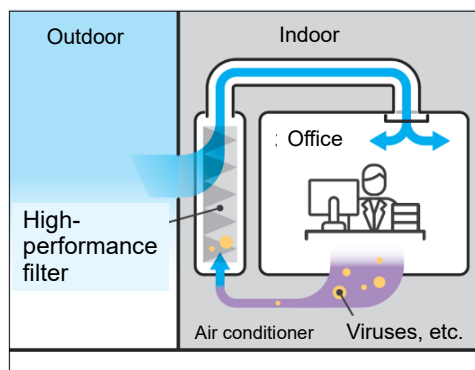 Outdoor
Indoor
: Office
High-
performance
filter
Air conditioner
Viruses, etc.